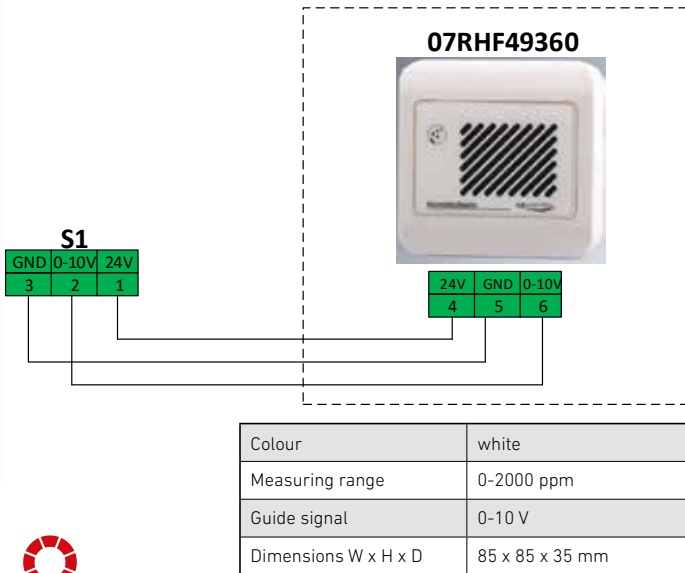 07RHF49360
S1
GND 0-10V 24V
3 2 1
24V GND 0-10V
4 5 6
Colour white
Measuring range 0-2000 ppm
Guide signal 0-10 V
Dimensions W x H x D 85 x 85 x 35 mm